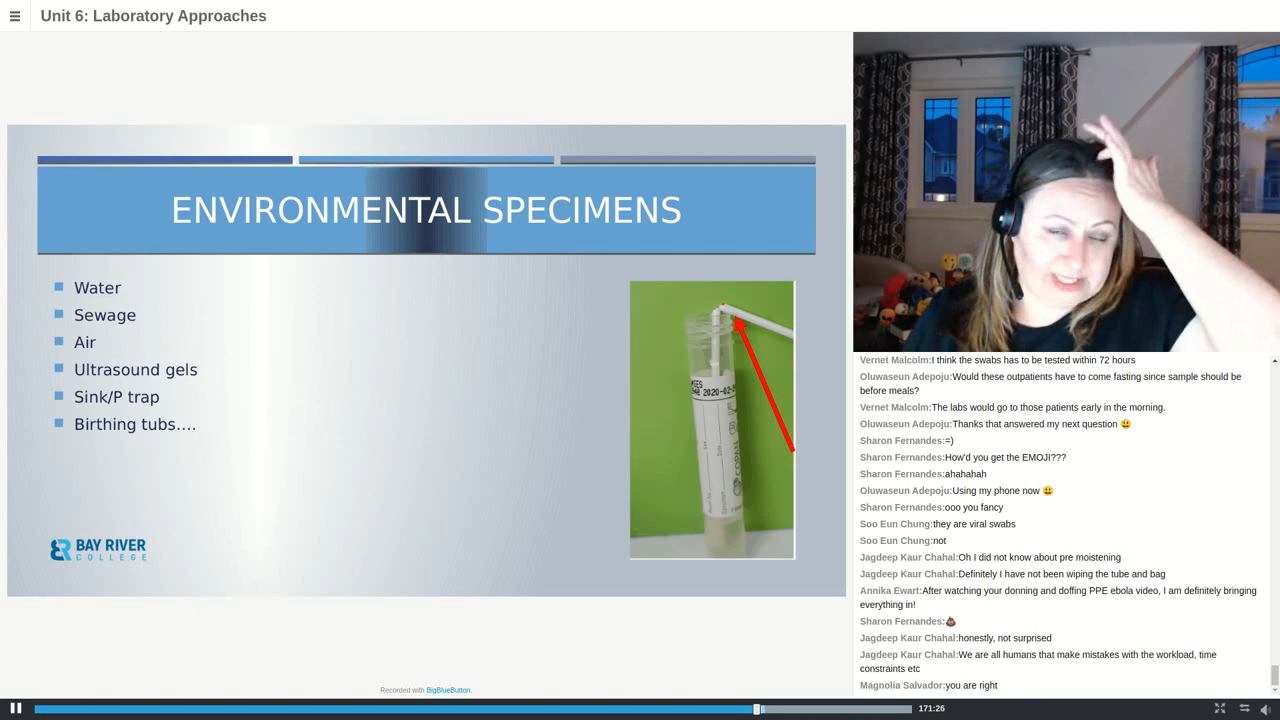 Unit 6: Laboratory Approaches
ENVIRONMENTAL SPECIMENS
Water
Sewage
Air
Ultrasound gels
Sink/P trap
Birthing tubs….
BAY RIVER
COLLEGE
Recorded with BigBlueButton.
Vernet Malcolm:I think the swabs has to be tested within 72 hours
Oluwaseun Adepoju:Would these outpatients have to come fasting since sample should be
before meals?
Vernet Malcolm:The labs would go to those patients early in the morning.
Oluwaseun Adepoju:Thanks that answered my next question 😃
Sharon Fernandes:=)
Sharon Fernandes:How'd you get the EMOJI???
Sharon Fernandes:ahahahah
Oluwaseun Adepoju:Using my phone now 😃
Sharon Fernandes:ooo you fancy
Soo Eun Chung:they are viral swabs
Soo Eun Chung:not
Jagdeep Kaur Chahal:Oh I did not know about pre moistening
Jagdeep Kaur Chahal:Definitely I have not been wiping the tube and bag
Annika Ewart:After watching your donning and doffing PPE ebola video, I am definitely bringing
everything in!
Sharon Fernandes:💩
Jagdeep Kaur Chahal:honestly, not surprised
Jagdeep Kaur Chahal:We are all humans that make mistakes with the workload, time
constraints etc
Magnolia Salvador:you are right
171:26